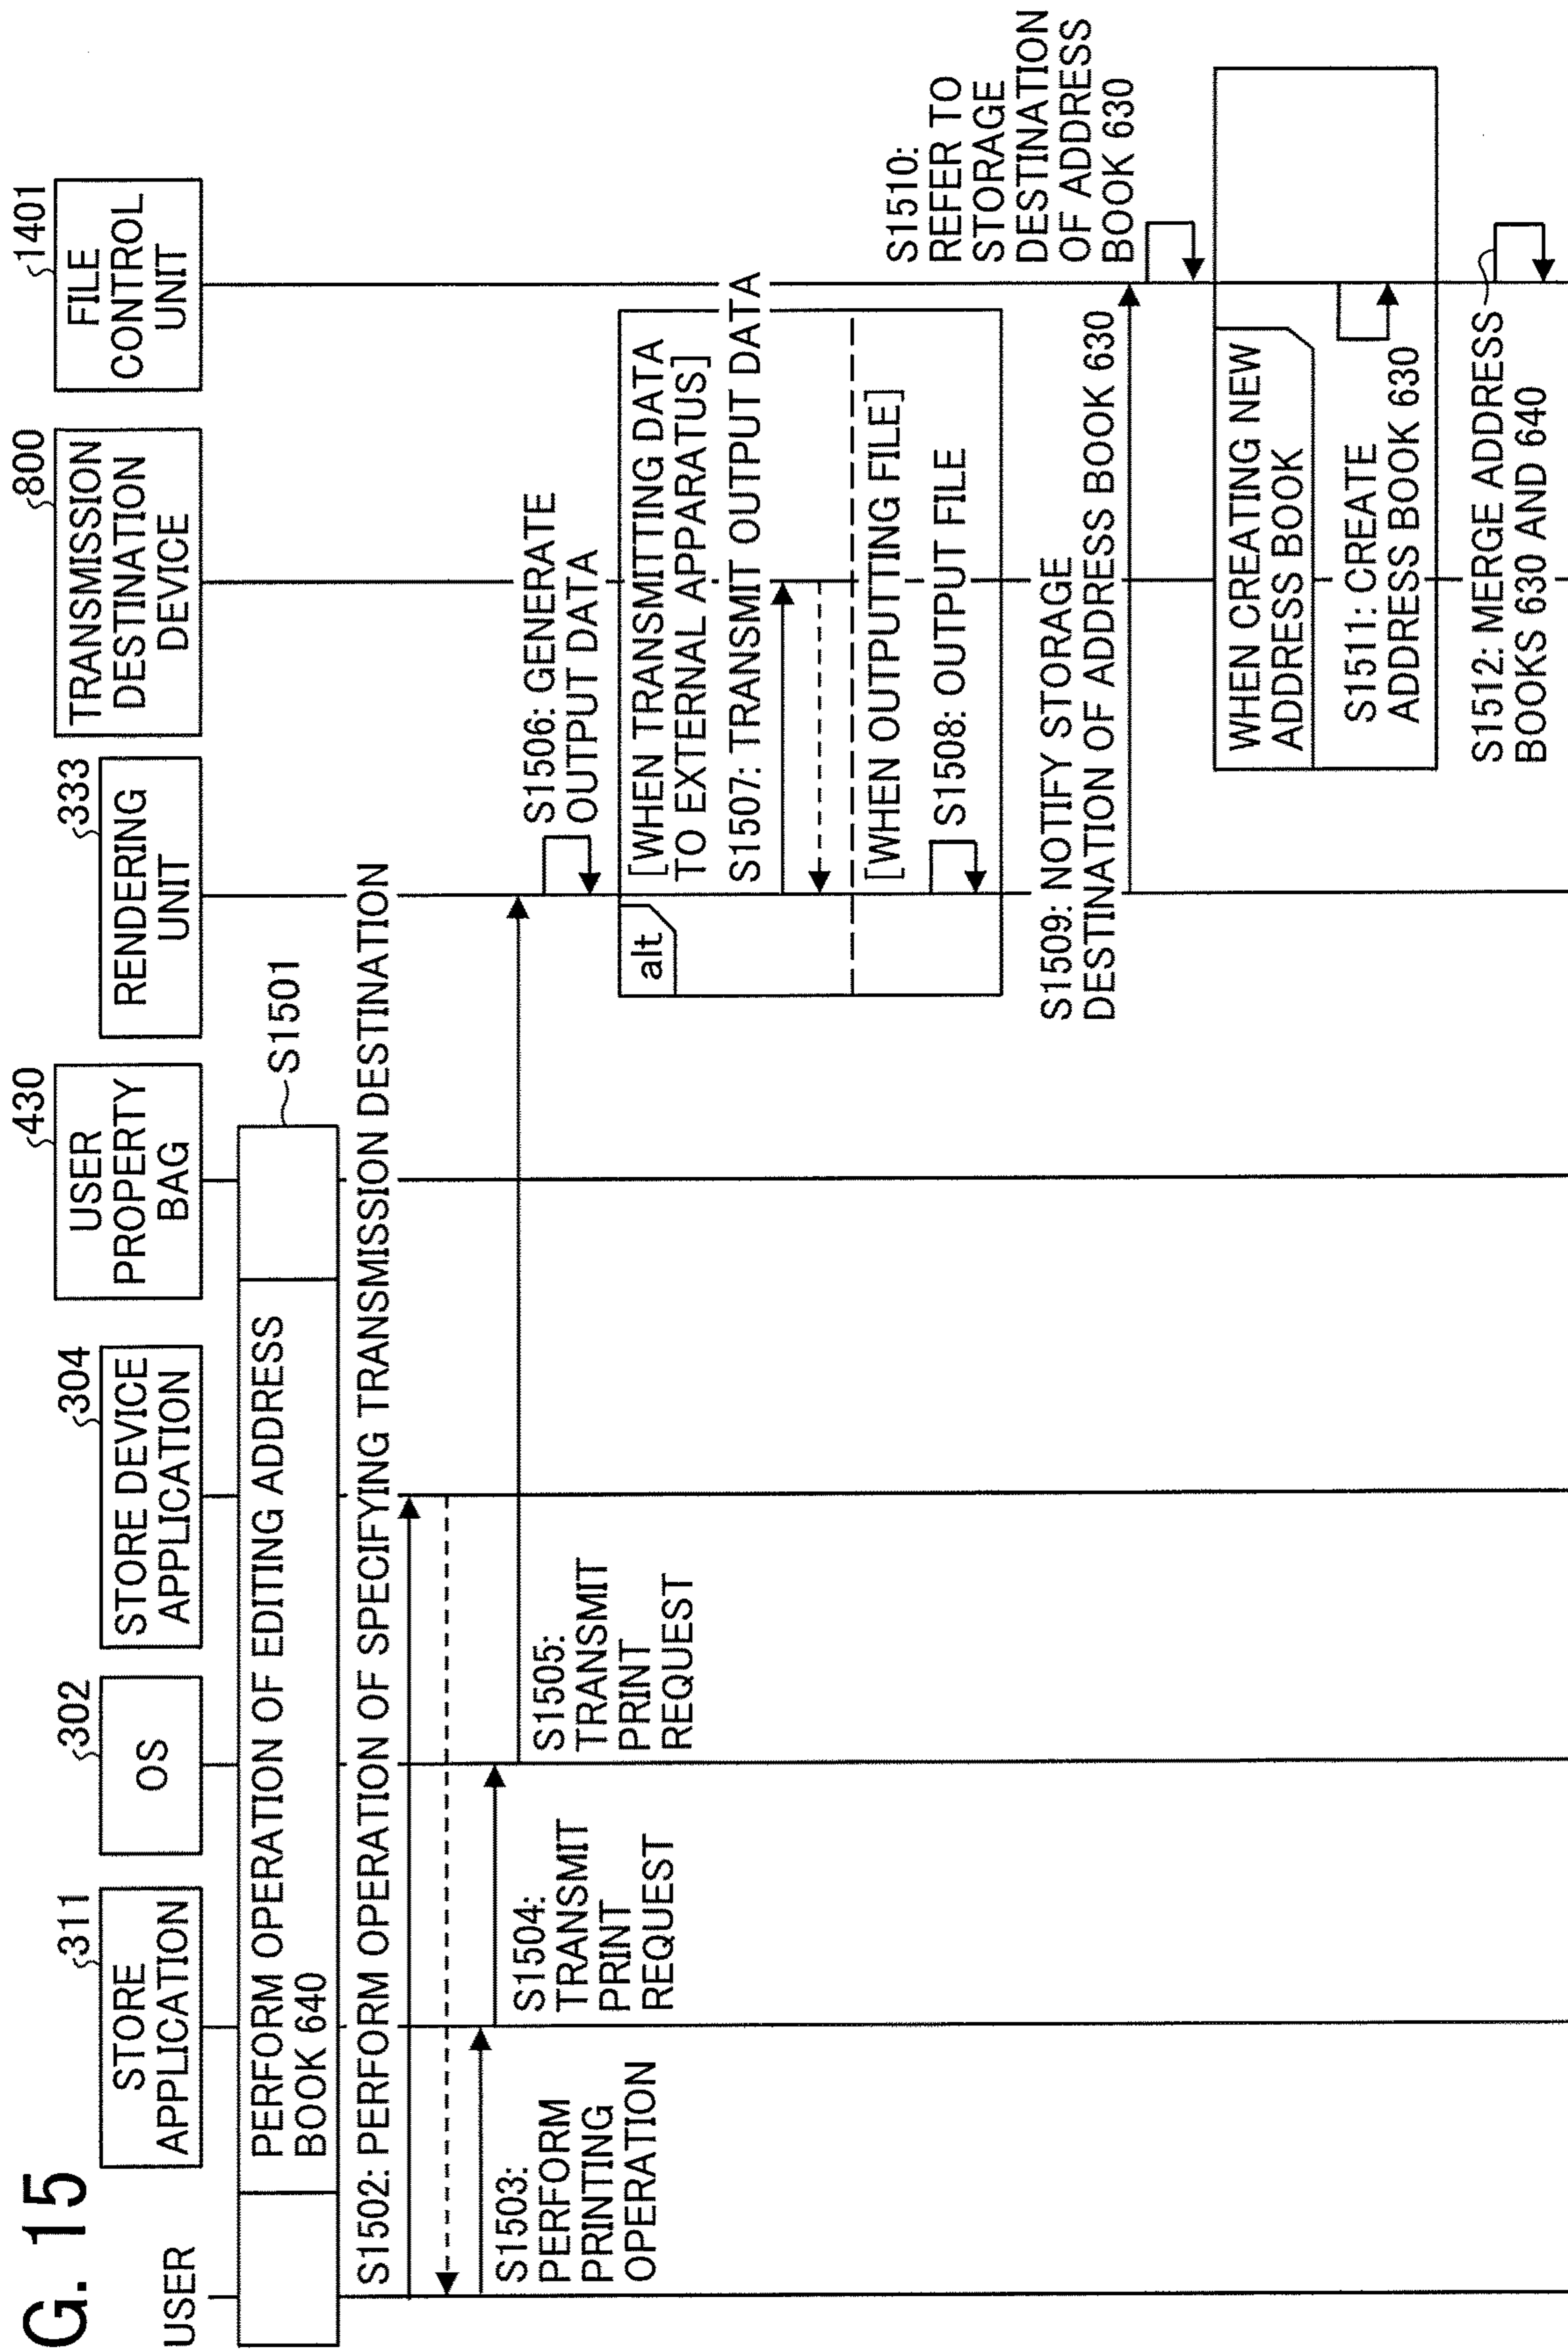 G. 15
USER
311
STORE
APPLICATION
302
OS
304
STORE DEVICE
APPLICATION
430
USER
PROPERTY
BAG
333
RENDERING
UNIT
800
TRANSMISSION
DESTINATION
DEVICE
1401
FILE
CONTROL
UNIT
PERFORM OPERATION OF EDITING ADDRESS
BOOK 640
S1501
S1502: PERFORM OPERATION OF SPECIFYING TRANSMISSION DESTINATION
S1503:
PERFORM
PRINTING
OPERATION
S1504:
TRANSMIT
PRINT
REQUEST
S1505:
TRANSMIT
PRINT
REQUEST
S1506: GENERATE
OUTPUT DATA
alt
[WHEN TRANSMITTING DATA
TO EXTERNAL APPARATUS]
S1507: TRANSMIT OUTPUT DATA
[WHEN OUTPUTTING FILE]
S1508: OUTPUT FILE
S1509: NOTIFY STORAGE
DESTINATION OF ADDRESS BOOK 630
S1510:
REFER TO
STORAGE
DESTINATION
OF ADDRESS
BOOK 630
WHEN CREATING NEW
ADDRESS BOOK
S1511: CREATE
ADDRESS BOOK 630
S1512: MERGE ADDRESS
BOOKS 630 AND 640